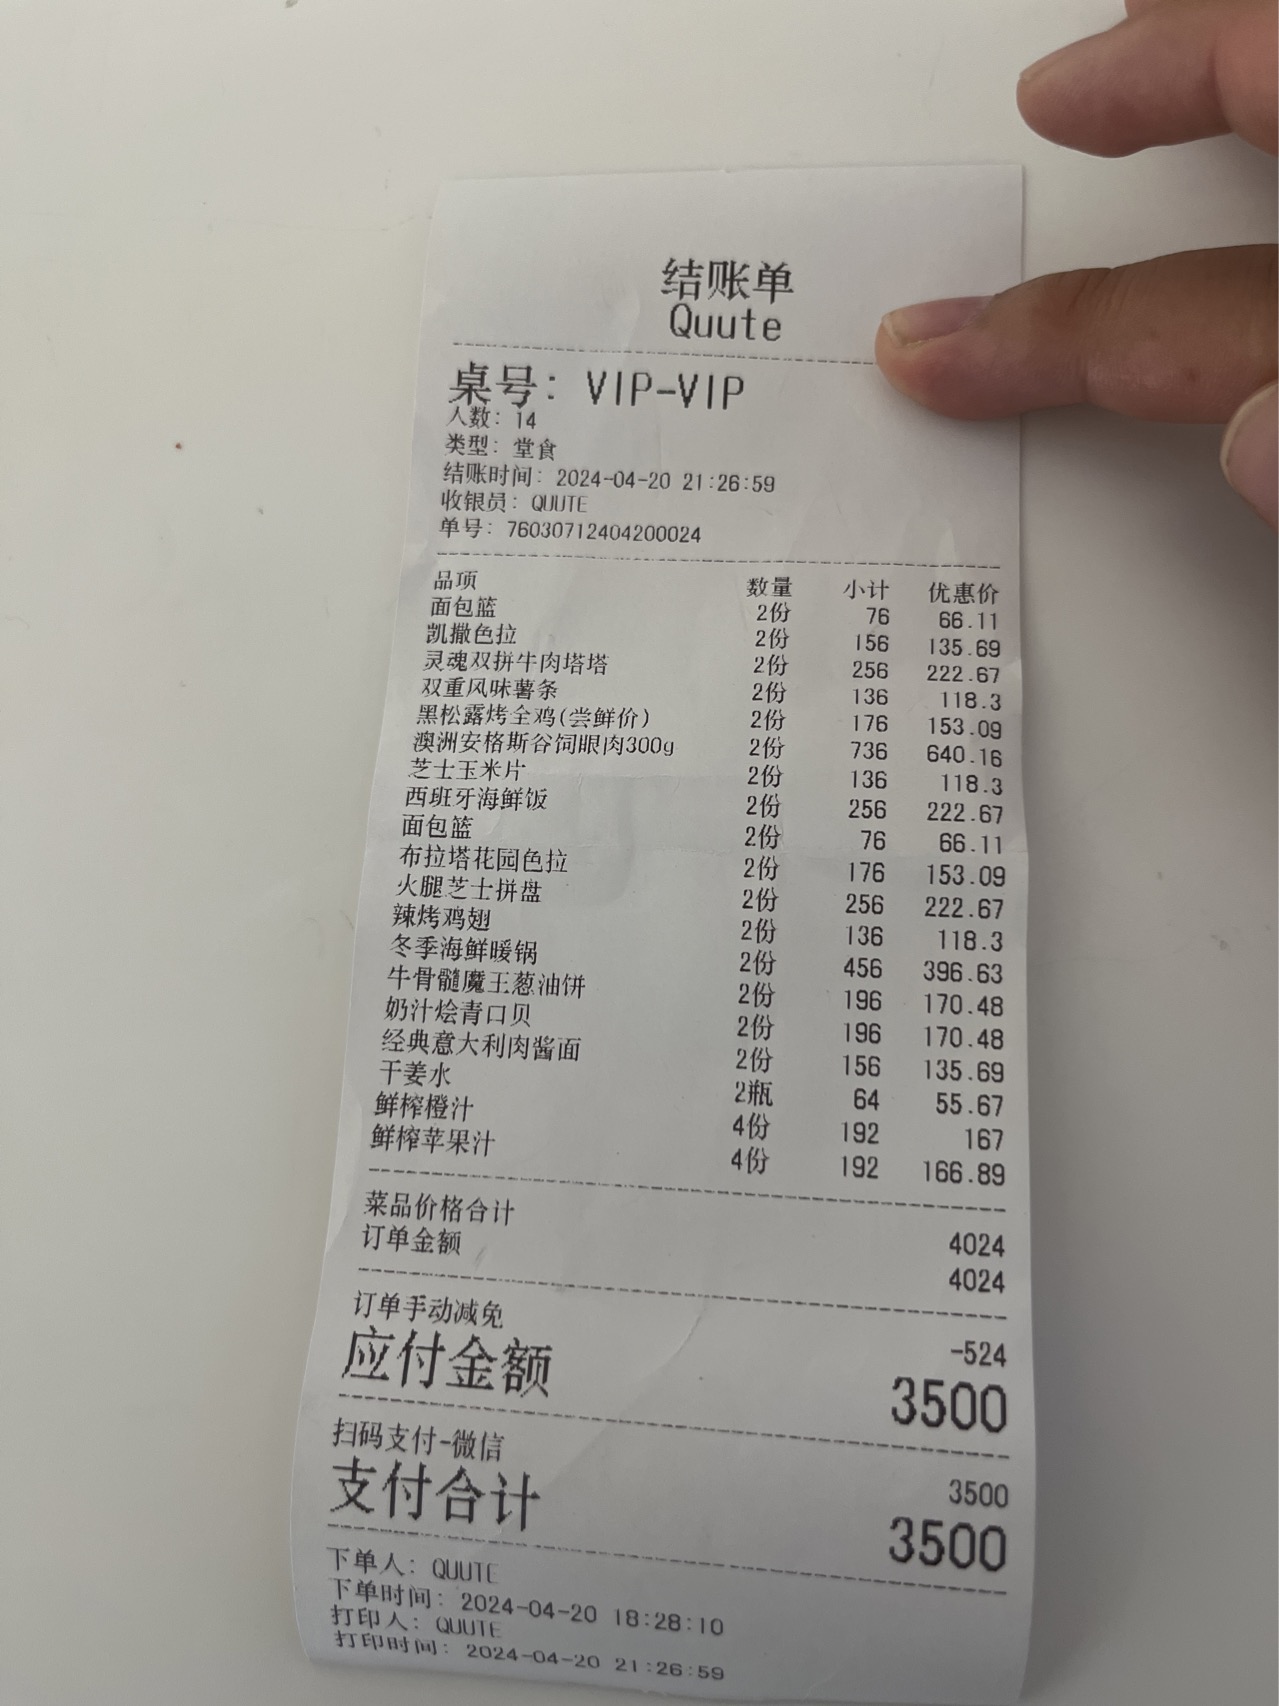 结账单
Quute
桌号: VIP-VIP
人数: 14
类型: 堂食
结账时间: 2024-04-20 21:26:59
收银员: QUUTE
单号: 76030712404200024
品项 数量 小计 优惠价
面包篮 2份 76 66.11
凯撒色拉 2份 156 135.69
灵魂双拼牛肉塔塔 2份 256 222.67
双重风味薯条 2份 136 118.3
黑松露烤全鸡(尝鲜价) 2份 176 153.09
澳洲安格斯谷饲眼肉300g 2份 736 640.16
芝士玉米片 2份 136 118.3
西班牙海鲜饭 2份 256 222.67
面包篮 2份 76 66.11
布拉塔花园色拉 2份 176 153.09
火腿芝士拼盘 2份 256 222.67
辣烤鸡翅 2份 136 118.3
冬季海鲜暖锅 2份 456 396.63
牛骨髓魔王葱油饼 2份 196 170.48
奶汁烩青口贝 2份 196 170.48
经典意大利肉酱面 2份 156 135.69
干姜水 2瓶 64 55.67
鲜榨橙汁 4份 192 167
鲜榨苹果汁 4份 192 166.89
菜品价格合计 4024
订单金额 4024
订单手动减免 -524
应付金额 3500
扫码支付-微信 3500
支付合计 3500
下单人: QUUTE
下单时间: 2024-04-20 18:28:10
打印人: QUUTE
打印时间: 2024-04-20 21:26:59